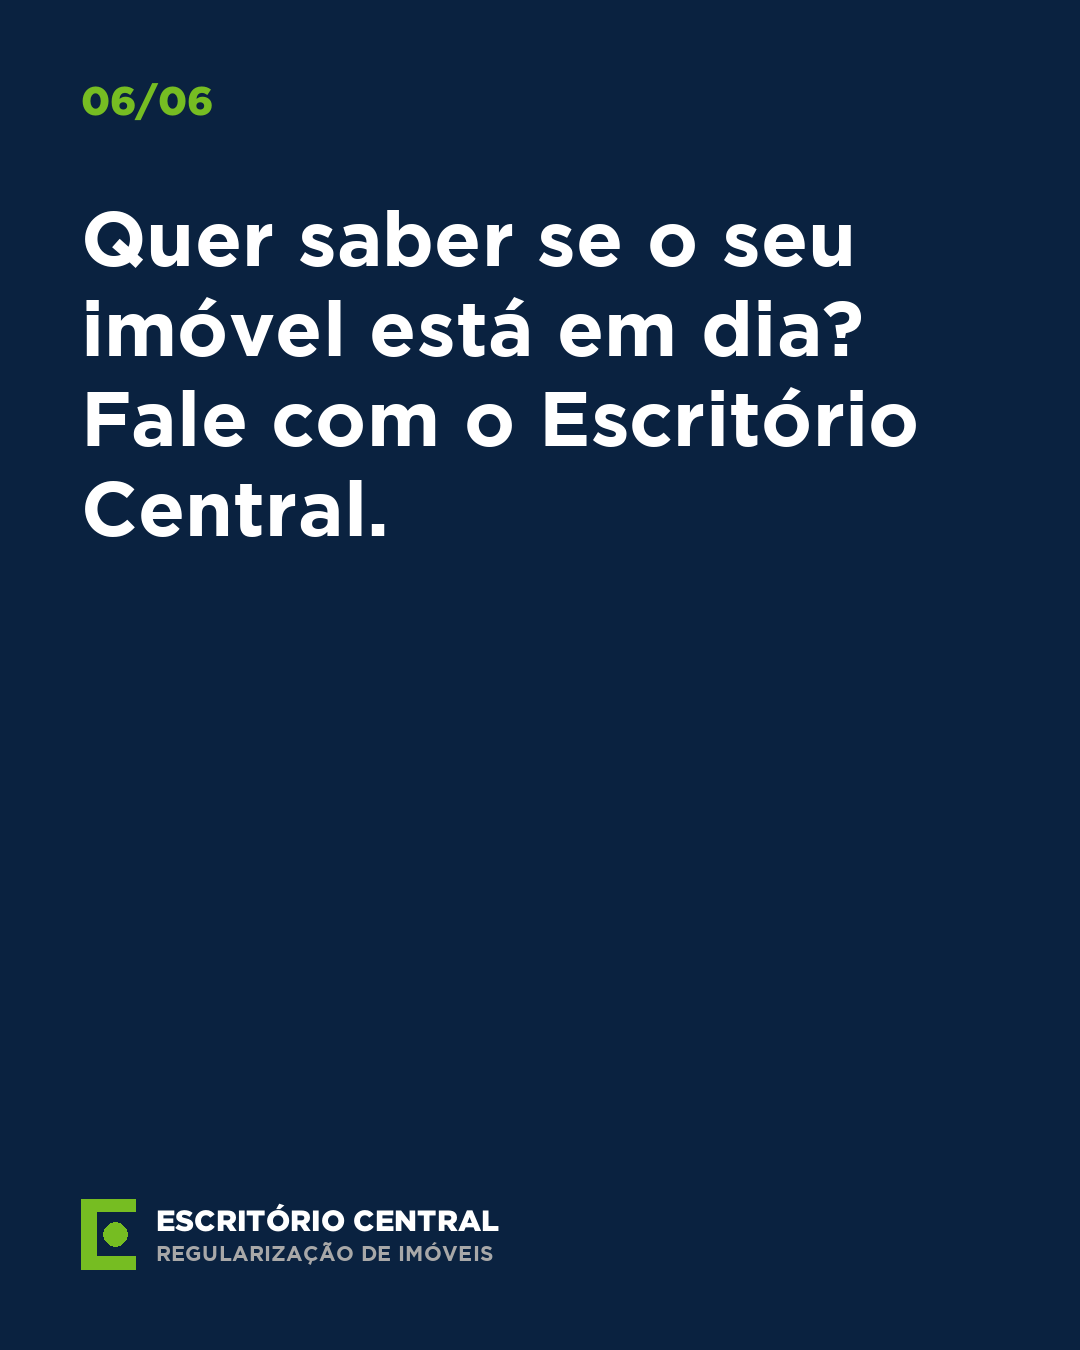 06/06
Quer saber se o seu
imóvel está em dia?
Fale com o Escritório
Central.
ESCRITÓRIO CENTRAL
REGULARIZAÇÃO DE IMÓVEIS